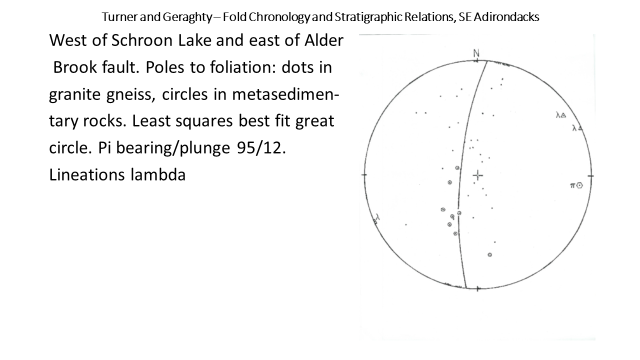 Turner and Geraghty – Fold Chronology and Stratigraphic Relations, SE Adirondacks
West of Schroon Lake and east of Alder
Brook fault. Poles to foliation: dots in
granite gneiss, circles in metasedimen-
tary rocks. Least squares best fit great
circle. Pi bearing/plunge 95/12.
Lineations lambda
N
λ
λ
π
λ